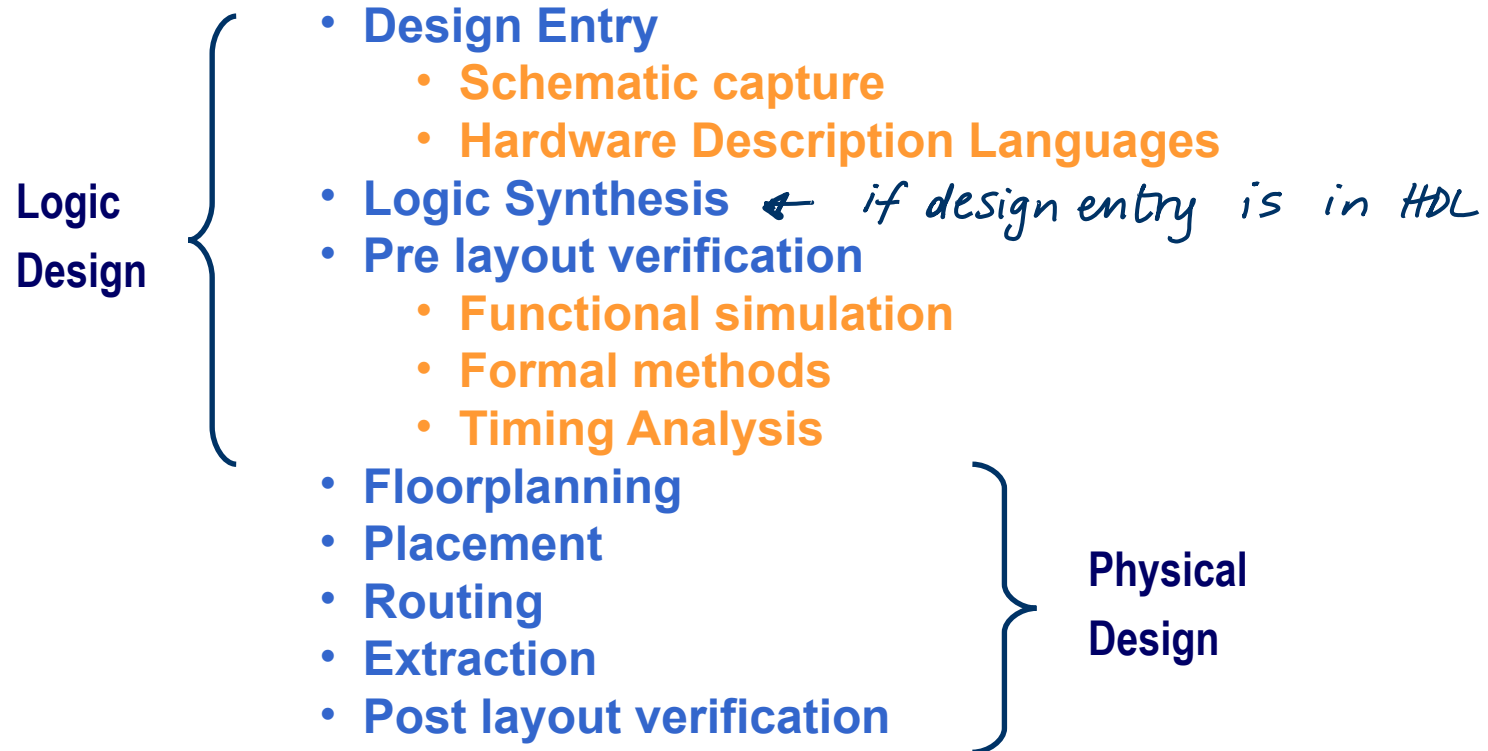 • Design Entry
• Schematic capture
• Hardware Description Languages
Logic
Design
• Logic Synthesis ← if design entry is in HDL
• Pre layout verification
• Functional simulation
• Formal methods
• Timing Analysis
• Floorplanning
• Placement
• Routing
• Extraction
• Post layout verification
Physical
Design